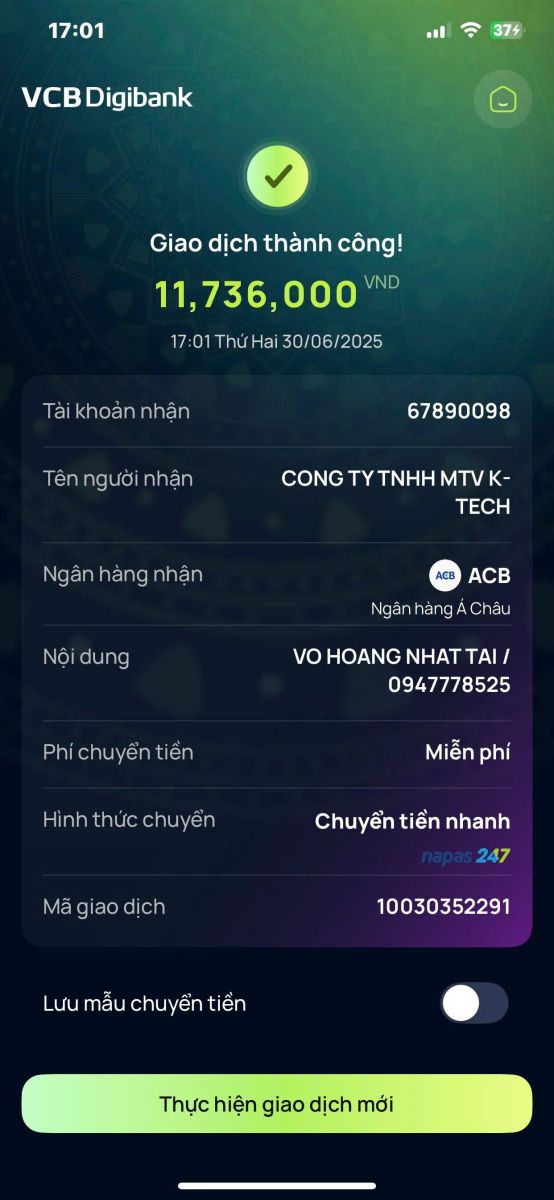 17:01
37
VCB Digibank
Giao dịch thành công!
11,736,000 VND
17:01 Thứ Hai 30/06/2025
Tài khoản nhận 67890098
Tên người nhận CONG TY TNHH MTV K-
TECH
Ngân hàng nhận ACB ACB
Ngân hàng Á Châu
Nội dung VO HOANG NHAT TAI /
0947778525
Phí chuyển tiền Miễn phí
Hình thức chuyển Chuyển tiền nhanh
napas 247
Mã giao dịch 10030352291
Lưu mẫu chuyển tiền
Thực hiện giao dịch mới